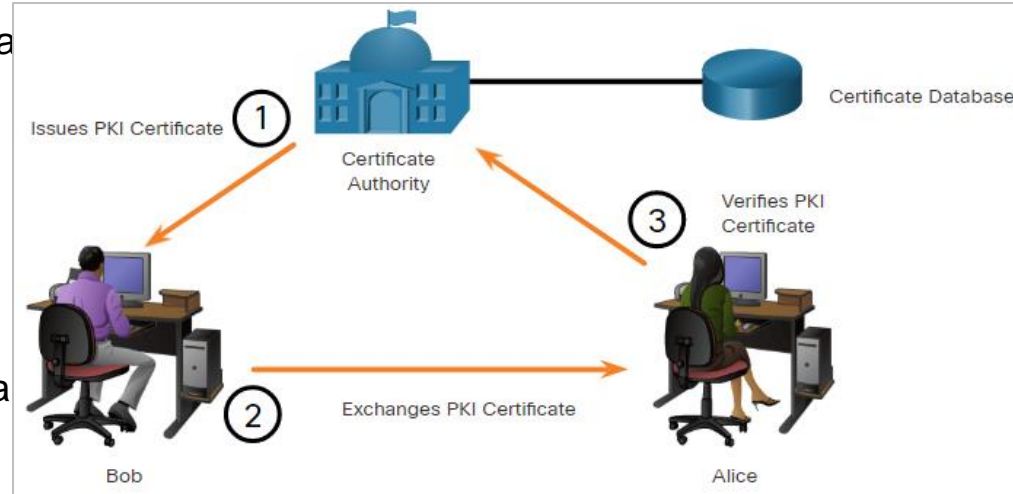 a
Certificate Database
Issues PKI Certificate
1
Certificate
Authority
3
Verifies PKI
Certificate
a
2
Exchanges PKI Certificate
Bob
Alice